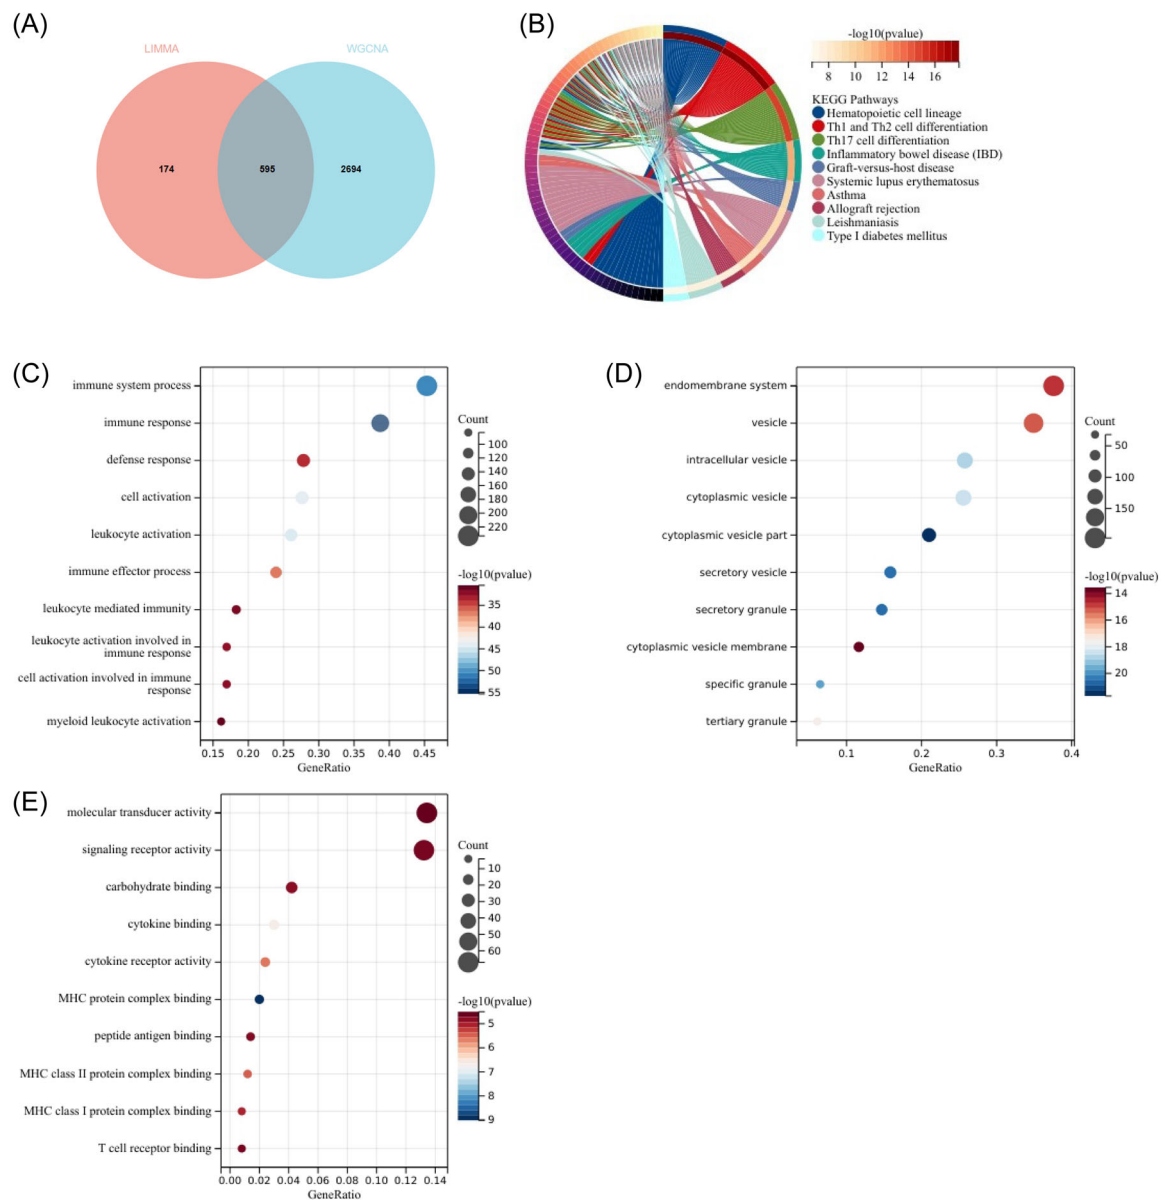 (A)
LIMMA
WGCNA
174
595
2694
(B)
-log10(pvalue)
8
10
12
14
16
KEGG Pathways
Hematopoietic cell lineage
Th1 and Th2 cell differentiation
Th17 cell differentiation
Inflammatory bowel disease (IBD)
Graft-versus-host disease
Systemic lupus erythematosus
Asthma
Allograft rejection
Leishmaniasis
Type I diabetes mellitus
(C)
immune system process
immune response
defense response
cell activation
leukocyte activation
immune effector process
leukocyte mediated immunity
leukocyte activation involved in
immune response
cell activation involved in immune
response
myeloid leukocyte activation
0.15
0.20
0.25
0.30
0.35
0.40
0.45
GeneRatio
Count
100
120
140
160
180
200
220
-log10(pvalue)
35
40
45
50
55
(D)
endomembrane system
vesicle
intracellular vesicle
cytoplasmic vesicle
cytoplasmic vesicle part
secretory vesicle
secretory granule
cytoplasmic vesicle membrane
specific granule
tertiary granule
0.1
0.2
0.3
0.4
GeneRatio
Count
50
100
150
-log10(pvalue)
14
16
18
20
(E)
molecular transducer activity
signaling receptor activity
carbohydrate binding
cytokine binding
cytokine receptor activity
MHC protein complex binding
peptide antigen binding
MHC class II protein complex binding
MHC class I protein complex binding
T cell receptor binding
0.00
0.02
0.04
0.06
0.08
0.10
0.12
0.14
GeneRatio
Count
10
20
30
40
50
60
-log10(pvalue)
5
6
7
8
9